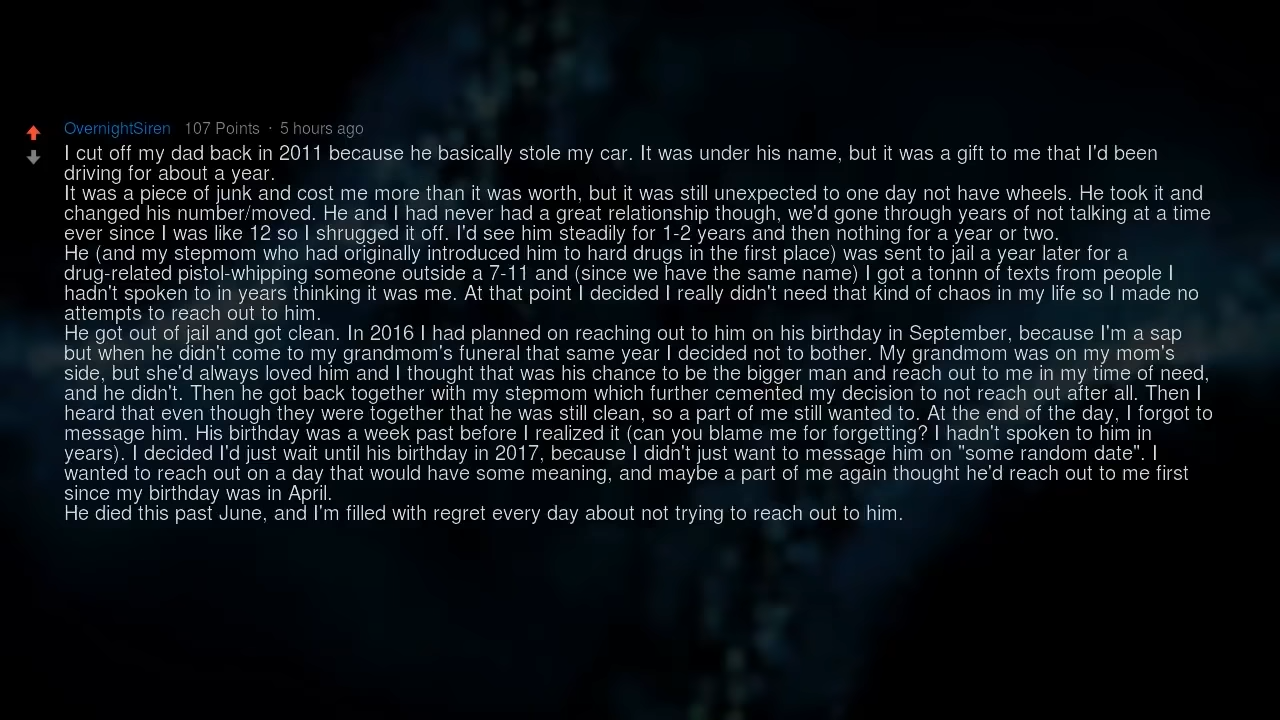 OvernightSiren 107 Points · 5 hours ago
I cut off my dad back in 2011 because he basically stole my car. It was under his name, but it was a gift to me that I'd been
driving for about a year.
It was a piece of junk and cost me more than it was worth, but it was still unexpected to one day not have wheels. He took it and
changed his number/moved. He and I had never had a great relationship though, we'd gone through years of not talking at a time
ever since I was like 12 so I shrugged it off. I'd see him steadily for 1-2 years and then nothing for a year or two.
He (and my stepmom who had originally introduced him to hard drugs in the first place) was sent to jail a year later for a
drug-related pistol-whipping someone outside a 7-11 and (since we have the same name) I got a tonnn of texts from people I
hadn't spoken to in years thinking it was me. At that point I decided I really didn't need that kind of chaos in my life so I made no
attempts to reach out to him.
He got out of jail and got clean. In 2016 I had planned on reaching out to him on his birthday in September, because I'm a sap
but when he didn't come to my grandmom's funeral that same year I decided not to bother. My grandmom was on my mom's
side, but she'd always loved him and I thought that was his chance to be the bigger man and reach out to me in my time of need,
and he didn't. Then he got back together with my stepmom which further cemented my decision to not reach out after all. Then I
heard that even though they were together that he was still clean, so a part of me still wanted to. At the end of the day, I forgot to
message him. His birthday was a week past before I realized it (can you blame me for forgetting? I hadn't spoken to him in
years). I decided I'd just wait until his birthday in 2017, because I didn't just want to message him on "some random date". I
wanted to reach out on a day that would have some meaning, and maybe a part of me again thought he'd reach out to me first
since my birthday was in April.
He died this past June, and I'm filled with regret every day about not trying to reach out to him.